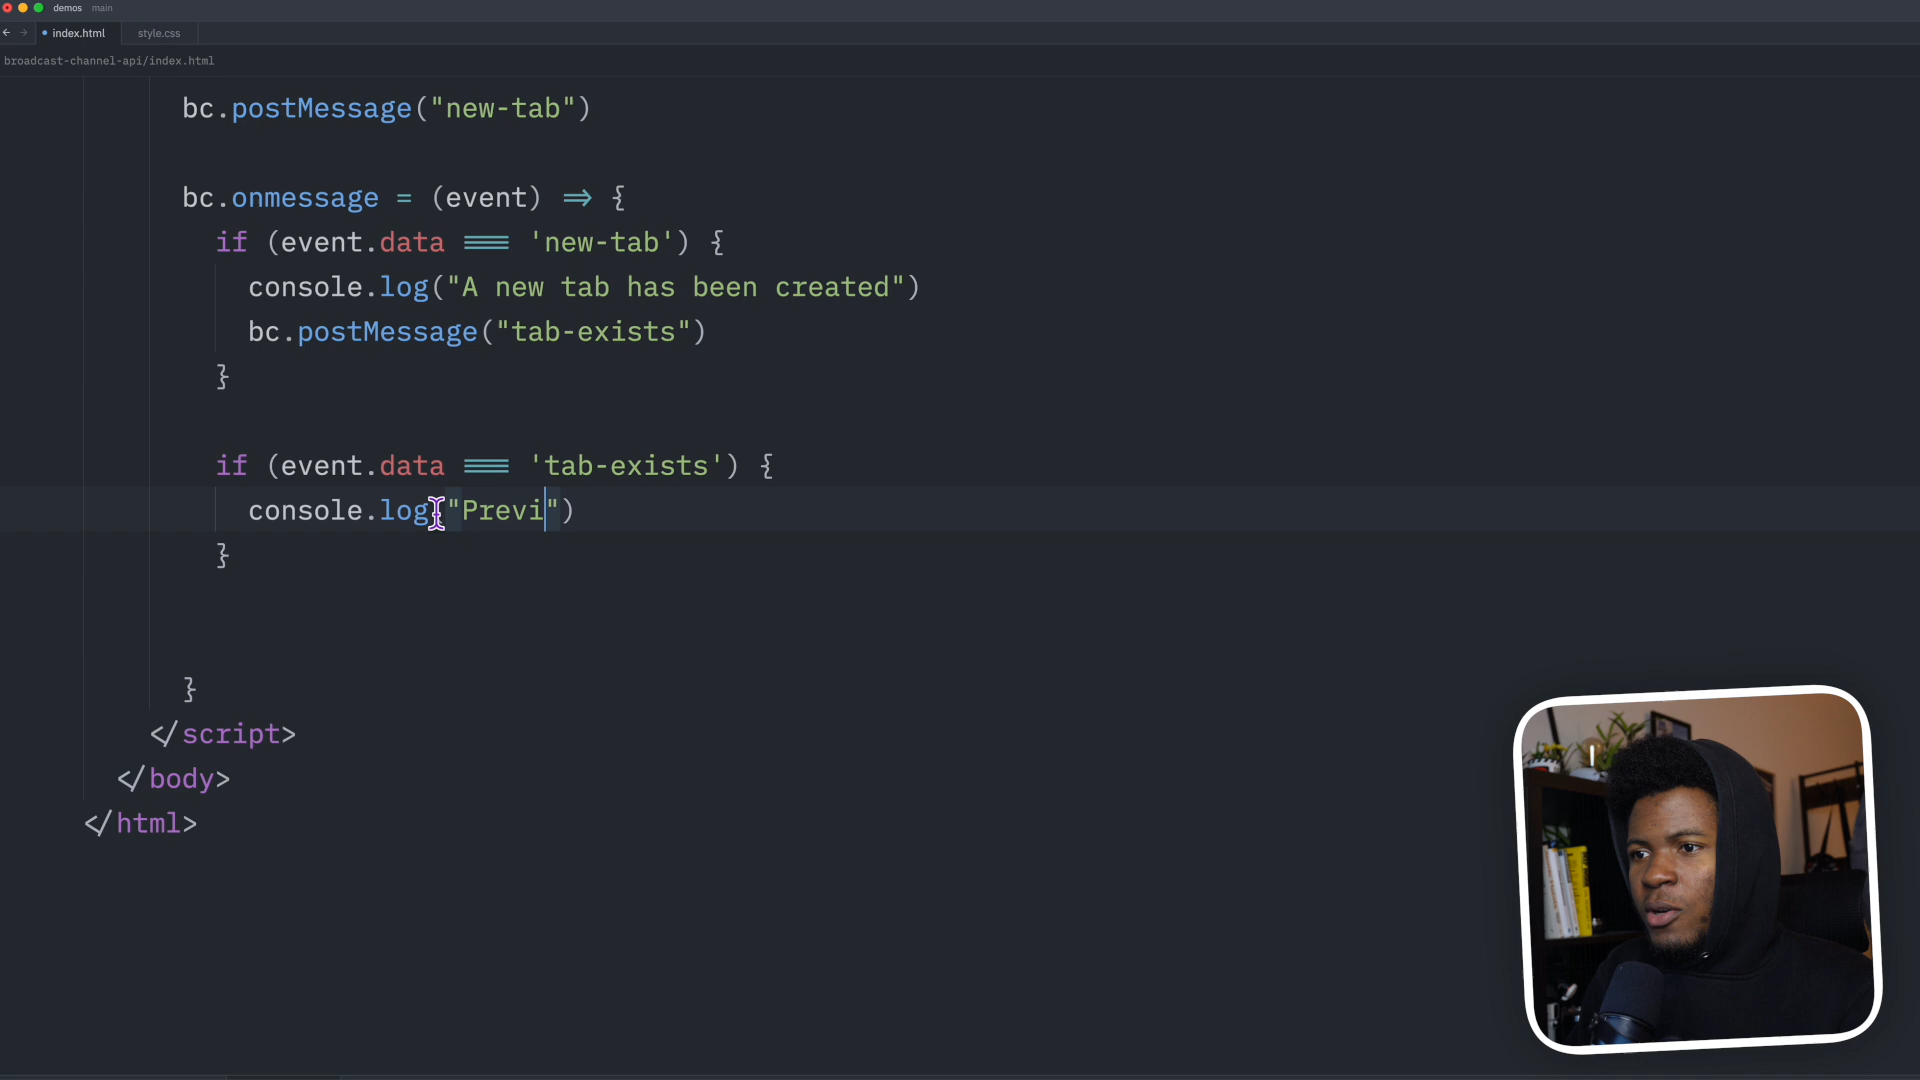 demos main
index.html style.css
broadcast-channel-api/index.html
bc.postMessage("new-tab")
bc.onmessage = (event) => {
if (event.data === 'new-tab') {
console.log("A new tab has been created")
bc.postMessage("tab-exists")
}
if (event.data === 'tab-exists') {
console.log("Previ")
}
}
</script>
</body>
</html>